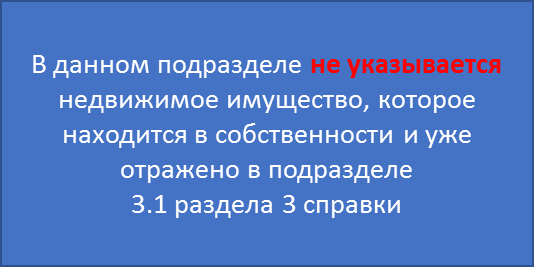 В данном подразделе не указывается
недвижимое имущество, которое
находится в собственности и уже
отражено в подразделе
3.1 раздела 3 справки